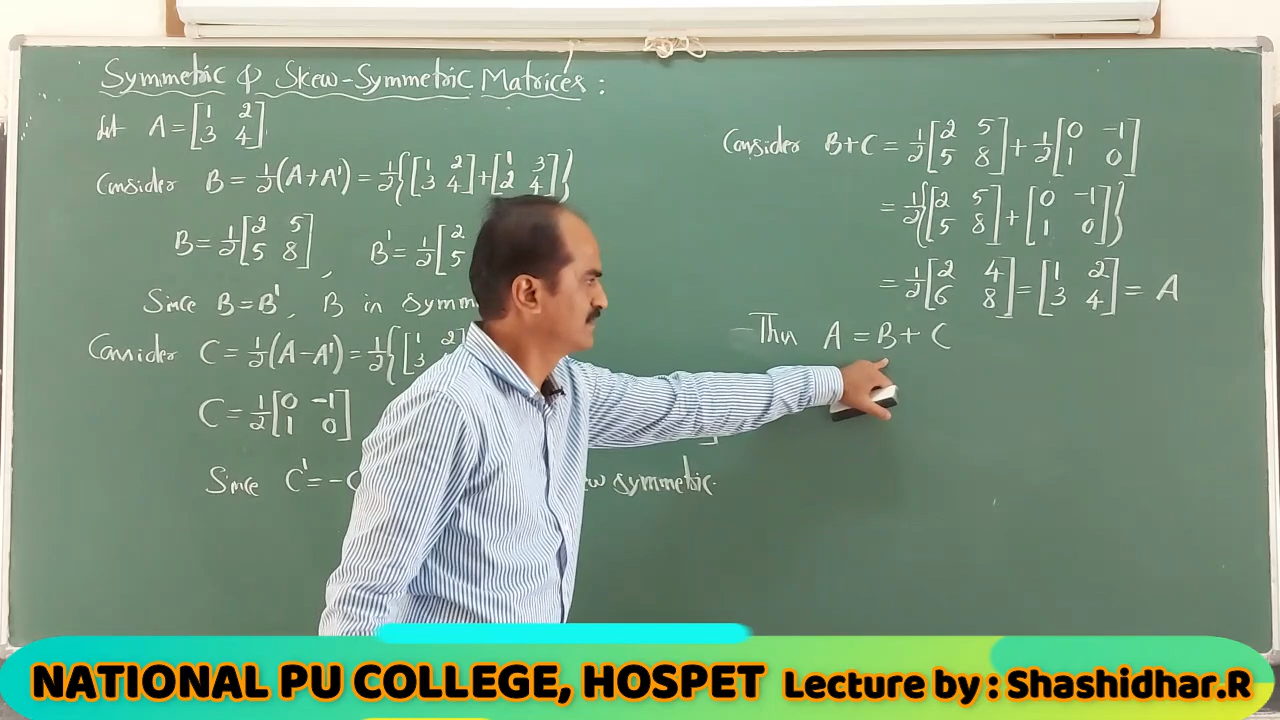 Symmetric & Skew-Symmetric Matrices :
Let A = [1 2
3 4]
Consider B = 1/2(A+A') = 1/2{[1 2
3 4] + [1 3
2 4]}
B = 1/2[2 5
5 8] , B' = 1/2[2
5
Since B = B', B in symm
Consider C = 1/2(A-A') = 1/2{[1 2
3
C = 1/2[0 -1
1 0]
Since C' = -C symmetric.
Consider B+C = 1/2[2 5
5 8] + 1/2[0 -1
1 0]
= 1/2{[2 5
5 8] + [0 -1
1 0]}
= 1/2[2 4
6 8] = [1 2
3 4] = A
Thus A = B + C
NATIONAL PU COLLEGE, HOSPET Lecture by : Shashidhar.R